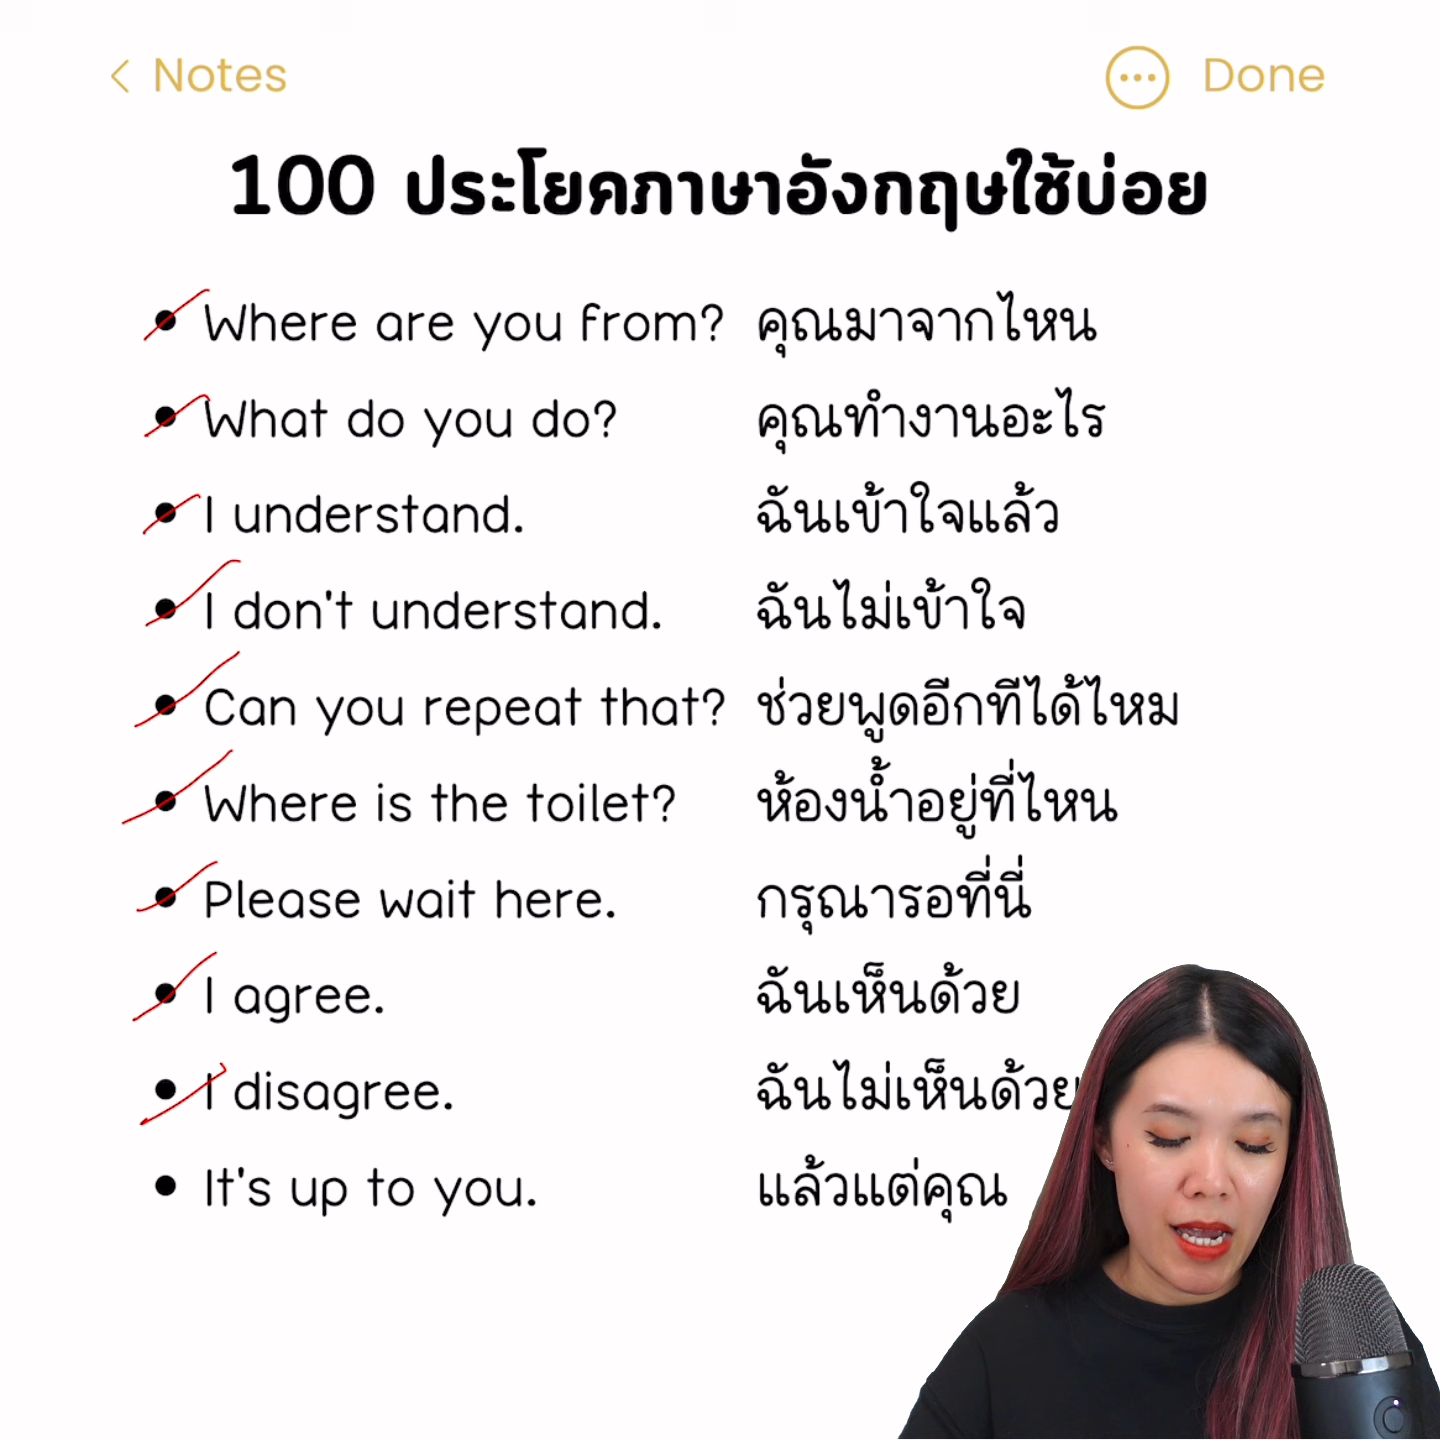 Notes Done
100 ประโยคภาษาอังกฤษใช้บ่อย
Where are you from? คุณมาจากไหน
What do you do? คุณทำงานอะไร
I understand. ฉันเข้าใจแล้ว
I don't understand. ฉันไม่เข้าใจ
Can you repeat that? ช่วยพูดอีกทีได้ไหม
Where is the toilet? ห้องน้ำอยู่ที่ไหน
Please wait here. กรุณารอที่นี่
I agree. ฉันเห็นด้วย
I disagree. ฉันไม่เห็นด้วย
It's up to you. แล้วแต่คุณ